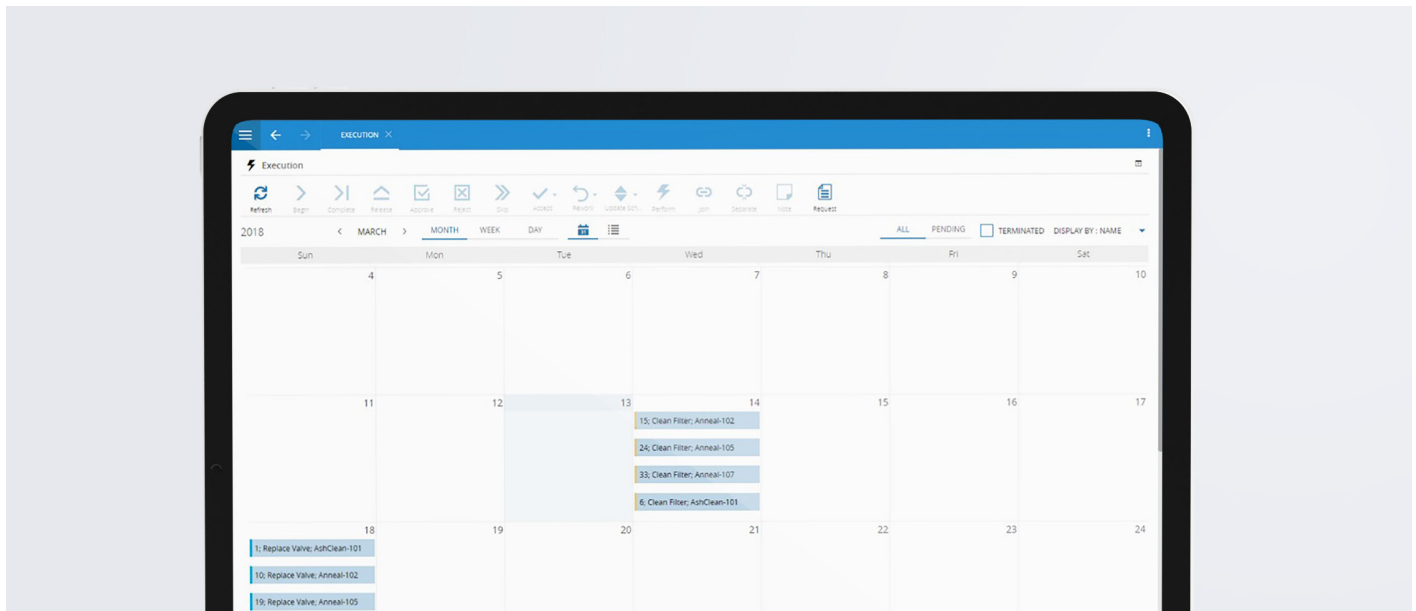 EXECUTION
Execution
Refresh Begin Complete Release Approve Reject Skip Accept Rework Update Sch... Perform Join Separate Note Request
2018 MARCH MONTH WEEK DAY 31 ALL PENDING TERMINATED DISPLAY BY : NAME
Sun Mon Tue Wed Thu Fri Sat
4 5 6 7 8 9 10
11 12 13 14 15 16 17
15; Clean Filter; Anneal-102
24; Clean Filter; Anneal-105
33; Clean Filter; Anneal-107
6; Clean Filter; AshClean-101
18 19 20 21 22 23 24
1; Replace Valve; AshClean-101
10; Replace Valve; Anneal-102
19; Replace Valve; Anneal-105